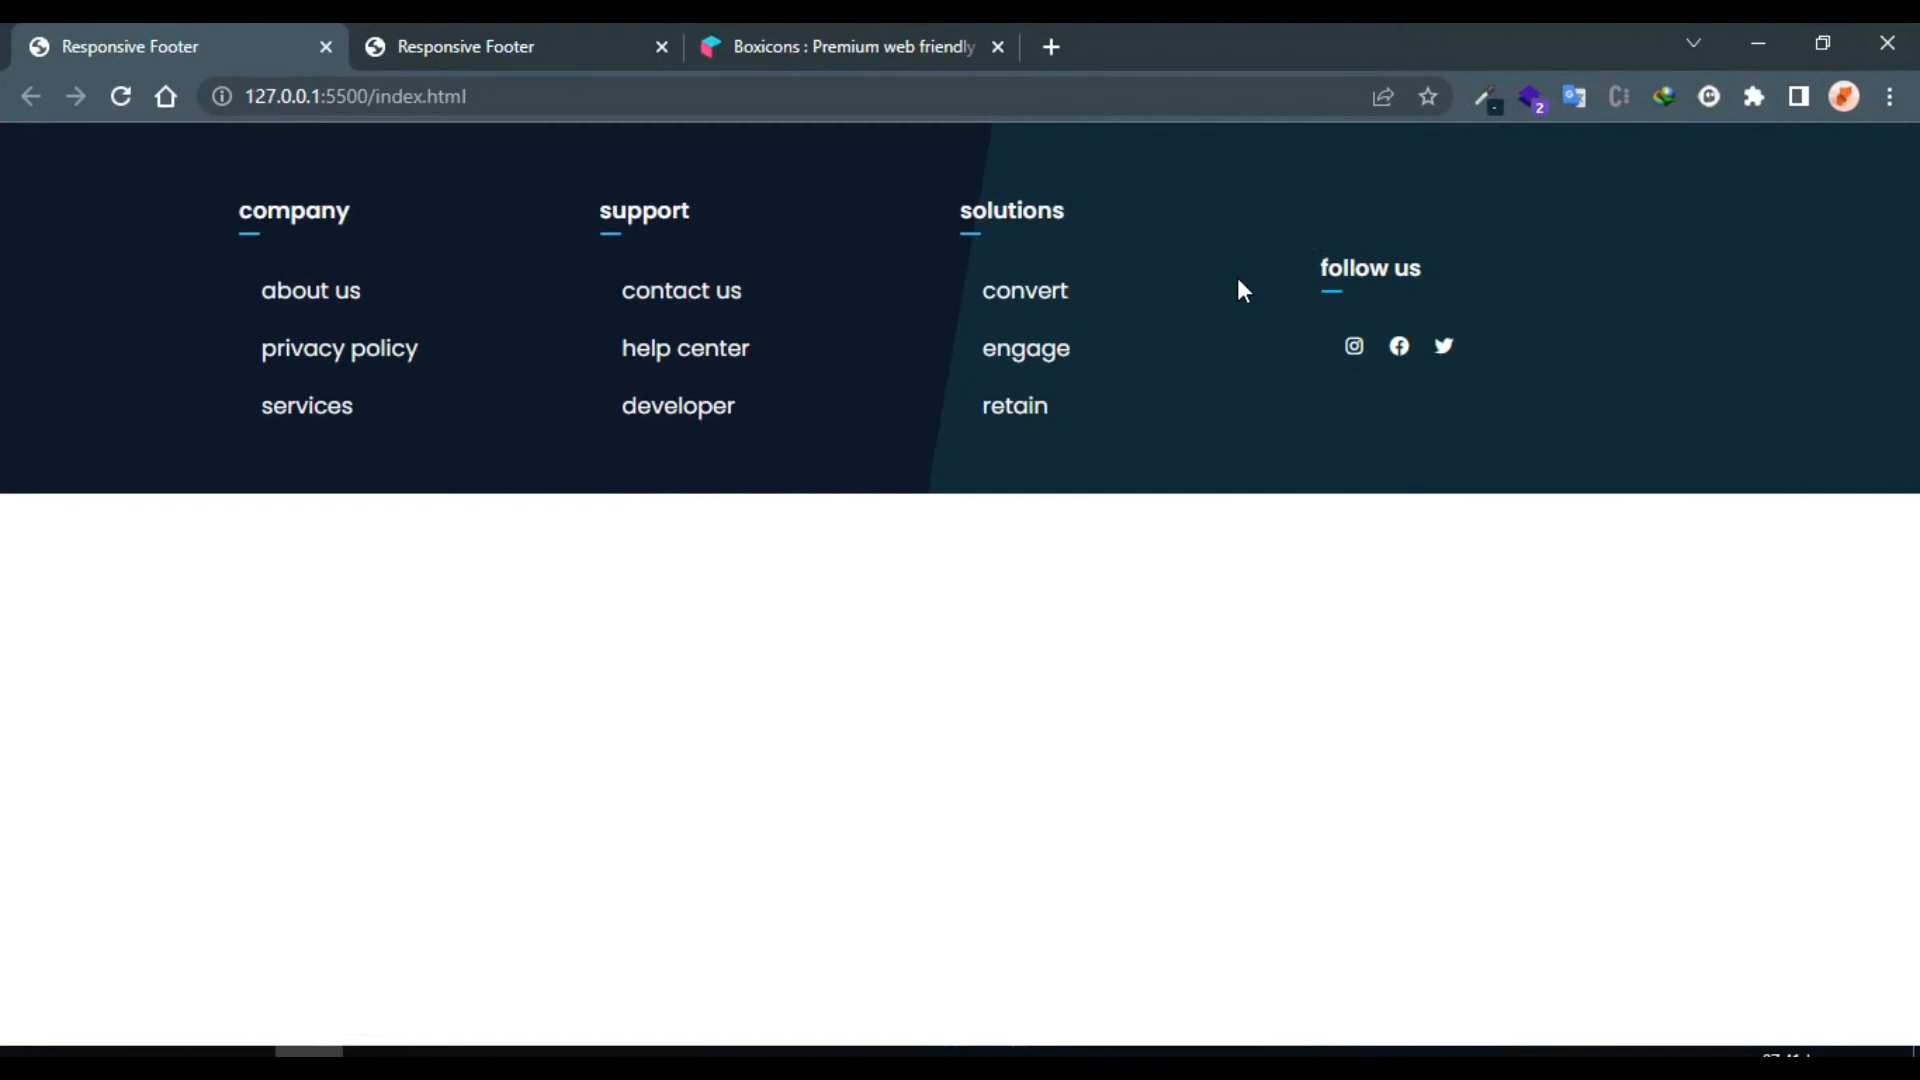 Responsive Footer
Responsive Footer
Boxicons : Premium web friendly
127.0.0.1:5500/index.html
2
company
support
solutions
follow us
about us
contact us
convert
privacy policy
help center
engage
services
developer
retain